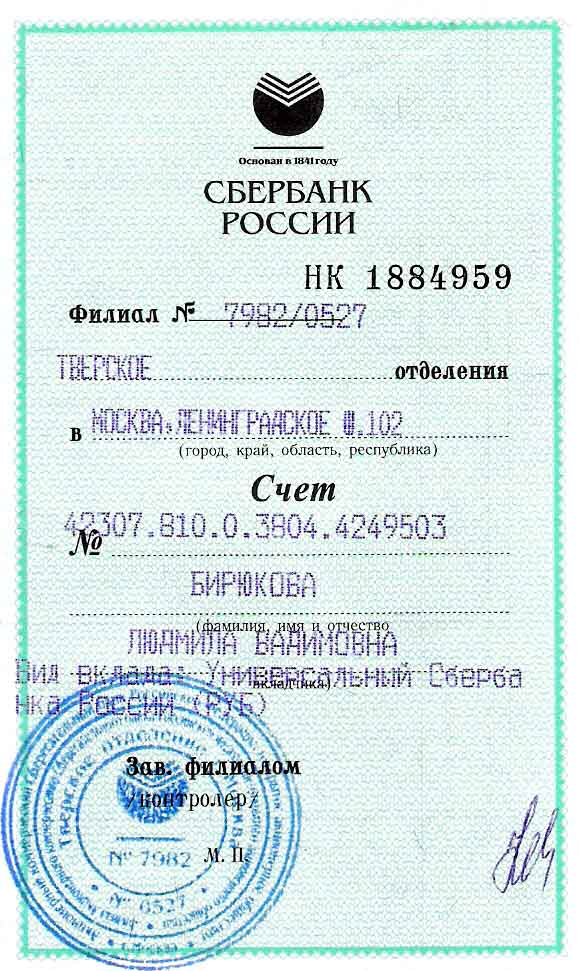 Основан в 1841 году
СБЕРБАНК
РОССИИ
НК 1884959
Филиал № 7982/0527
ТВЕРСКОЕ отделения
в МОСКВА,ЛЕНИНГРАДСКОЕ Ш.102
(город, край, область, республика)
Счет
42307.810.0.3804.4249503
№
БИРЮКОВА
(фамилия, имя и отчество
ЛЮДМИЛА ВАДИМОВНА
Вид вклада: Универсальный Сберба
вкладчика)
нка России (РУБ)
Зав. филиалом
/контролер/
М. П.
Тверское отделение
№ 7982
№ 0527
г.Москва